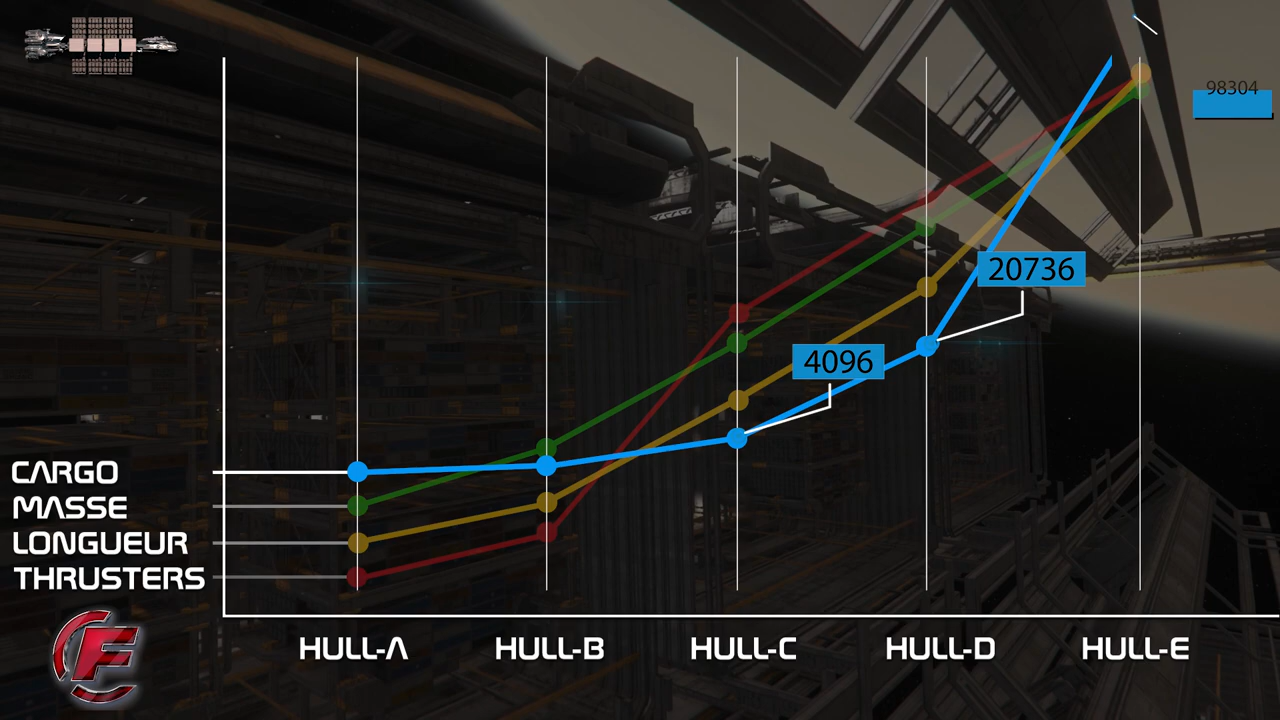 98304
20736
4096
CARGO
MASSE
LONGUEUR
THRUSTERS
HULL-A HULL-B HULL-C HULL-D HULL-E
F